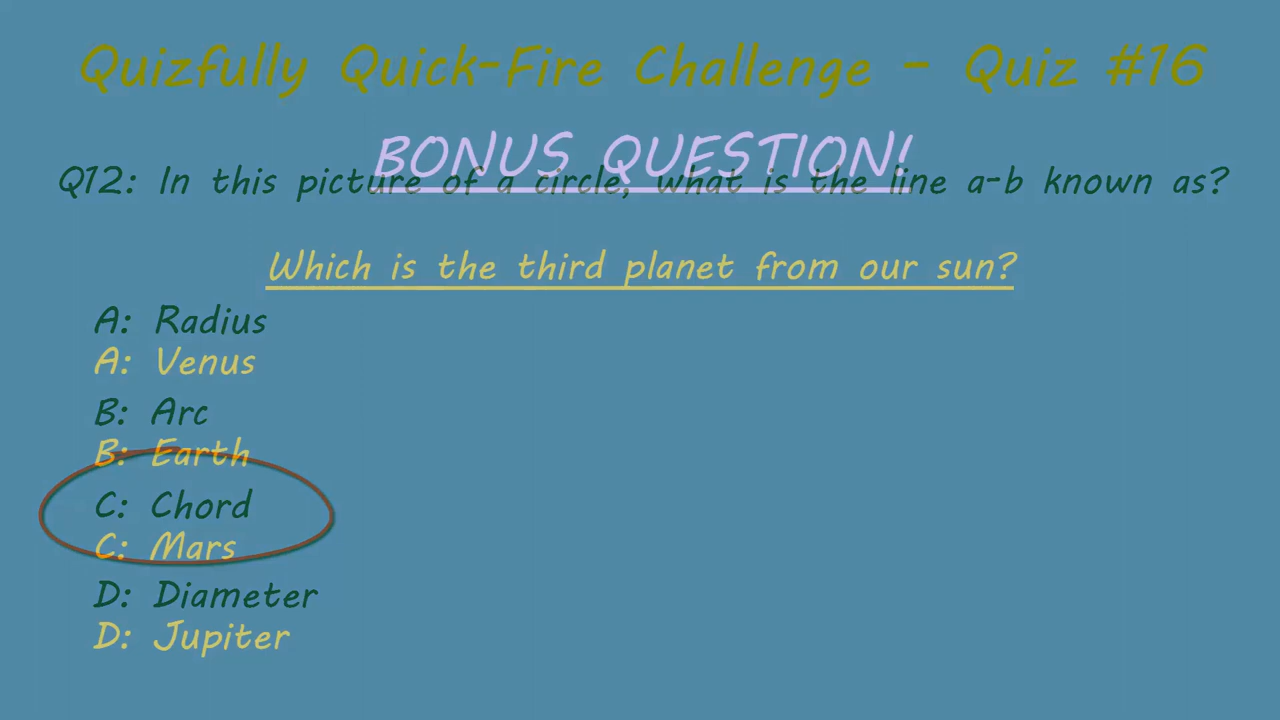 Quizfully Quick-Fire Challenge - Quiz #16
BONUS QUESTION!
Q12: In this picture of a circle, what is the line a-b known as?
Which is the third planet from our sun?
A: Radius
A: Venus
B: Arc
B: Earth
C: Chord
C: Mars
D: Diameter
D: Jupiter